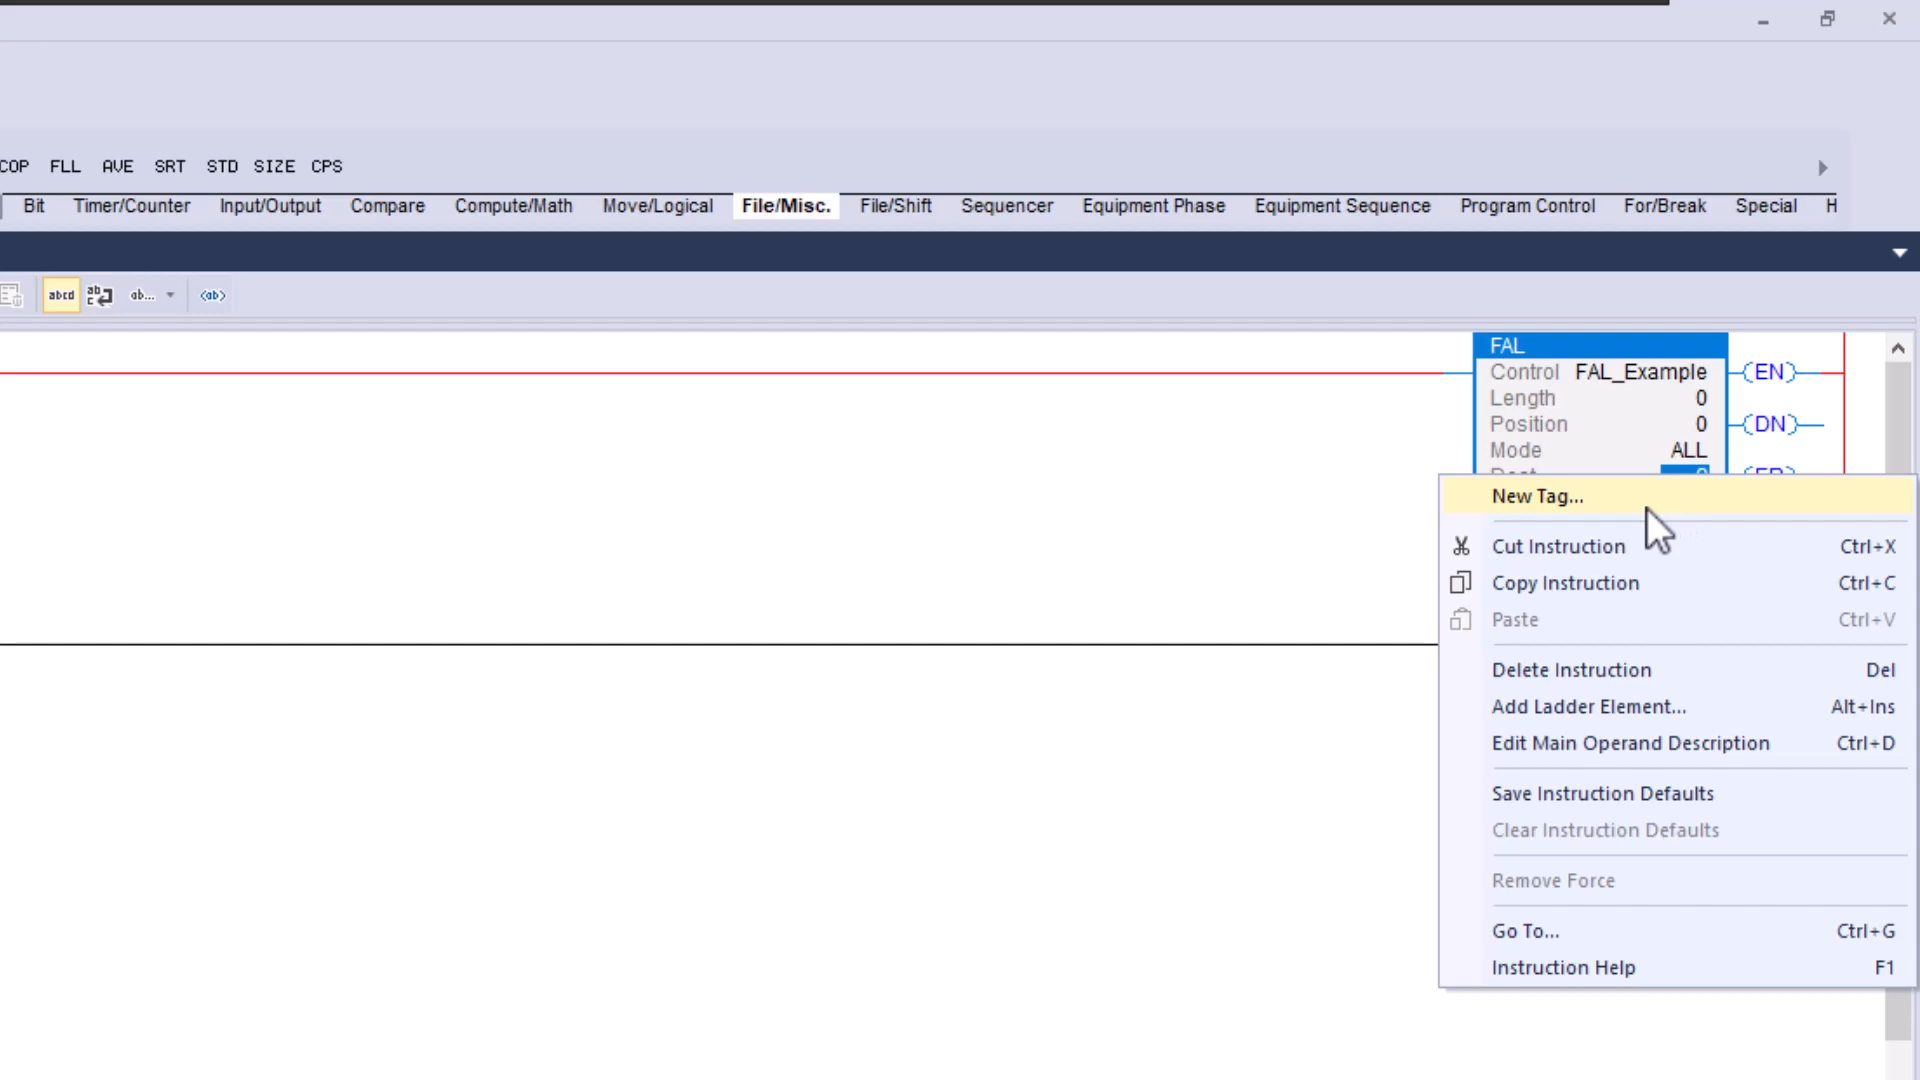 COP FLL AVE SRT STD SIZE CPS
Bit Timer/Counter Input/Output Compare Compute/Math Move/Logical File/Misc. File/Shift Sequencer Equipment Phase Equipment Sequence Program Control For/Break Special H
abcd ab c ab... <ab>
FAL
Control FAL_Example (EN)
Length 0
Position 0 (DN)
Mode ALL
New Tag...
Cut Instruction Ctrl+X
Copy Instruction Ctrl+C
Paste Ctrl+V
Delete Instruction Del
Add Ladder Element... Alt+Ins
Edit Main Operand Description Ctrl+D
Save Instruction Defaults
Clear Instruction Defaults
Remove Force
Go To... Ctrl+G
Instruction Help F1